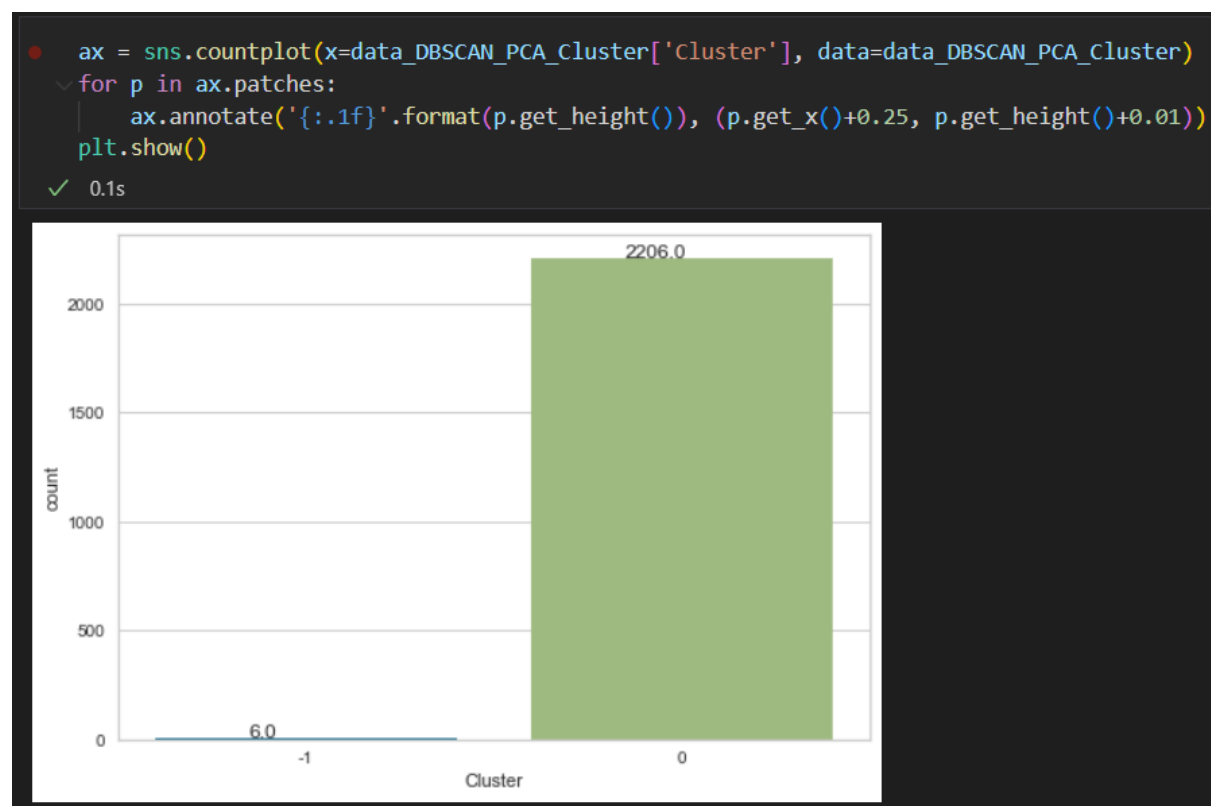 ax = sns.countplot(x=data_DBSCAN_PCA_Cluster['Cluster'], data=data_DBSCAN_PCA_Cluster)
for p in ax.patches:
    ax.annotate('{:.1f}'.format(p.get_height()), (p.get_x()+0.25, p.get_height()+0.01))
plt.show()
0.1s
2206.0
2000
1500
count
1000
500
6.0
0
-1 0
Cluster